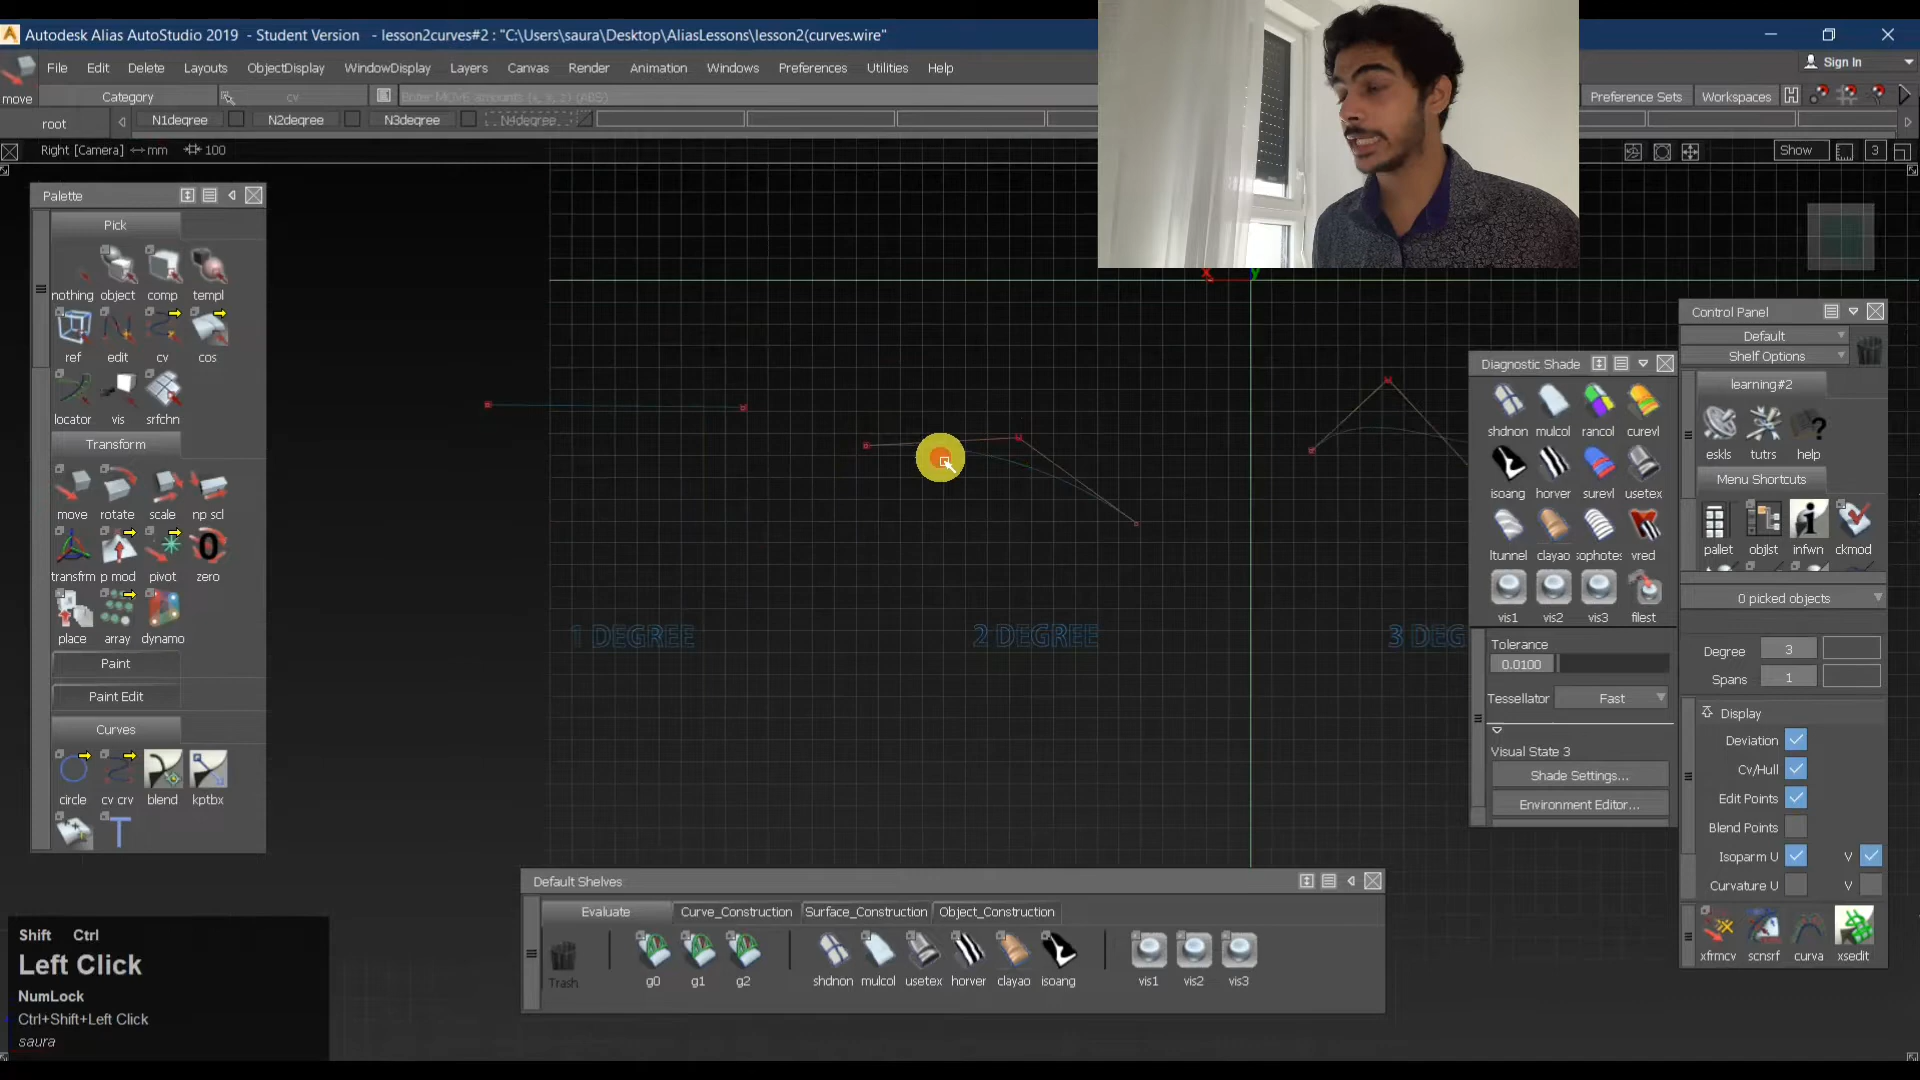 Autodesk Alias AutoStudio 2019 - Student Version - lesson2curves#2 : "C:\Users\saura\Desktop\AliasLessons\lesson2(curves.wire"
File Edit Delete Layouts ObjectDisplay WindowDisplay Layers Canvas Render Animation Windows Preferences Utilities Help
Sign In
move Category cv Enter MOVE amounts (x, y, z) (ABS) Preference Sets Workspaces
root N1degree N2degree N3degree N4degree
Right [Camera] mm 100 Show 3
Palette
Pick
nothing object comp templ
ref edit cv cos
locator vis srfchn
Transform
move rotate scale np scl
transfrm p mod pivot zero
place array dynamo
Paint
Paint Edit
Curves
circle cv crv blend kptbx
x y
1 DEGREE 2 DEGREE 3 DEG
Diagnostic Shade
shdnon mulcol rancol curevl
isoang horver surevl usetex
ltunnel clayao sophotes vred
vis1 vis2 vis3 filest
Tolerance
0.0100
Tessellator Fast
Visual State 3
Shade Settings...
Environment Editor...
Control Panel
Default
Shelf Options
learning#2
eskls tutrs help
Menu Shortcuts
pallet objlst infwn ckmod
0 picked objects
Degree 3
Spans 1
Display
Deviation
Cv/Hull
Edit Points
Blend Points
Isoparm U V
Curvature U V
xfrmcv scnsrf curva xsedit
Default Shelves
Evaluate Curve_Construction Surface_Construction Object_Construction
Trash g0 g1 g2 shdnon mulcol usetex horver clayao isoang vis1 vis2 vis3
Shift Ctrl
Left Click
NumLock
Ctrl+Shift+Left Click
saura